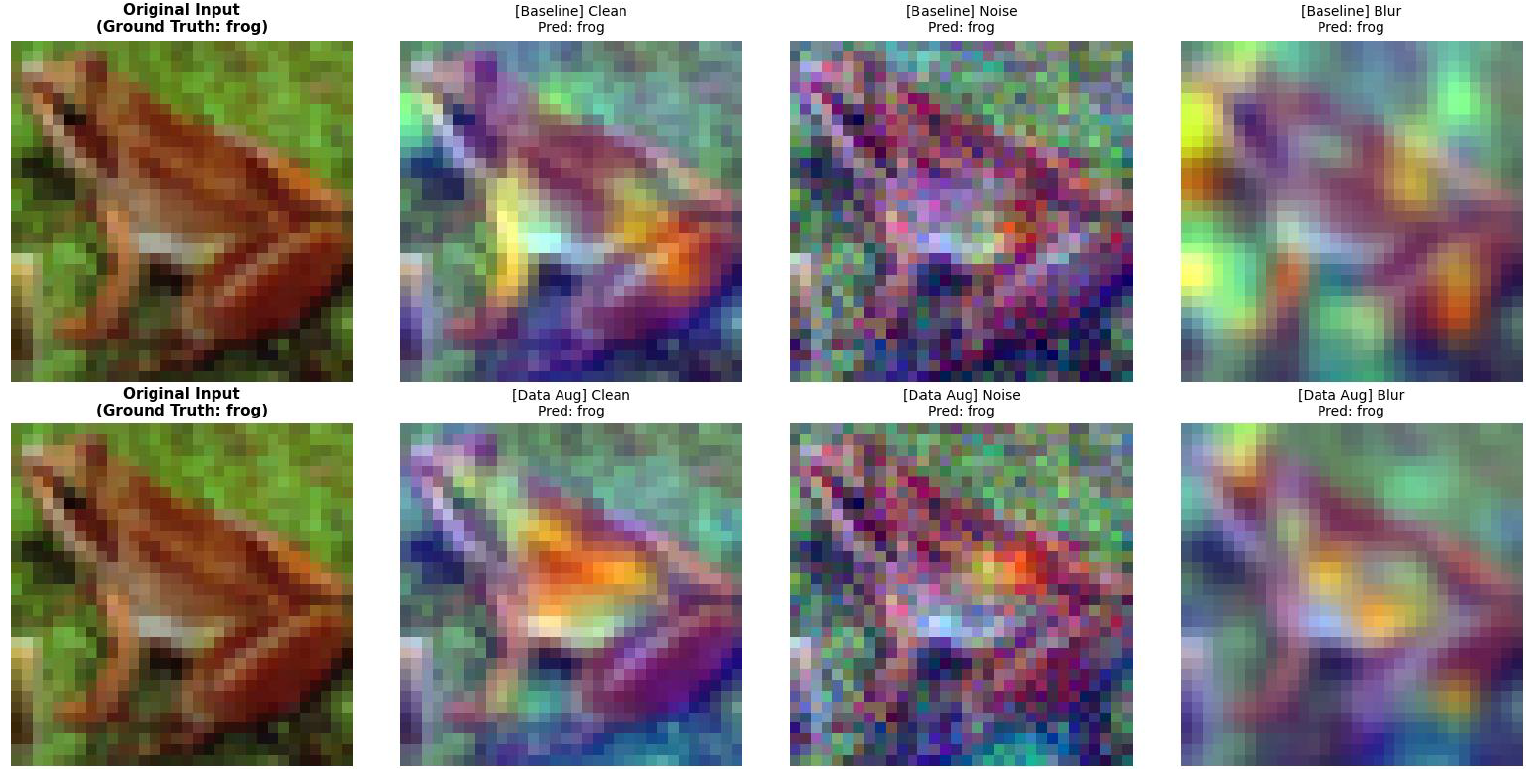 Original Input
(Ground Truth: frog)
[Baseline] Clean
Pred: frog
[Baseline] Noise
Pred: frog
[Baseline] Blur
Pred: frog
Original Input
(Ground Truth: frog)
[Data Aug] Clean
Pred: frog
[Data Aug] Noise
Pred: frog
[Data Aug] Blur
Pred: frog